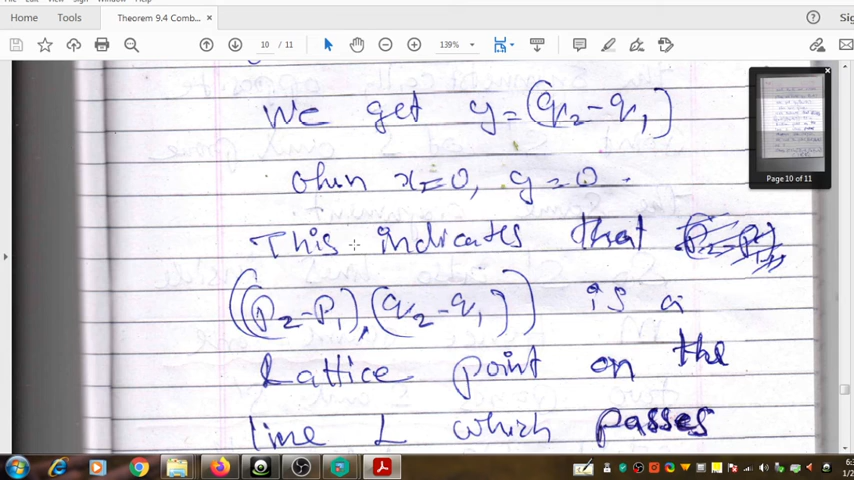 Home Tools Theorem 9.4 Comb... ×
10 / 11 139%
Page 10 of 11
We get y = (q2 - q1)
when x = 0, y = 0.
This indicates that
((P2 - P1), (q2 - q1)) is a
Lattice point on the
line L which passes